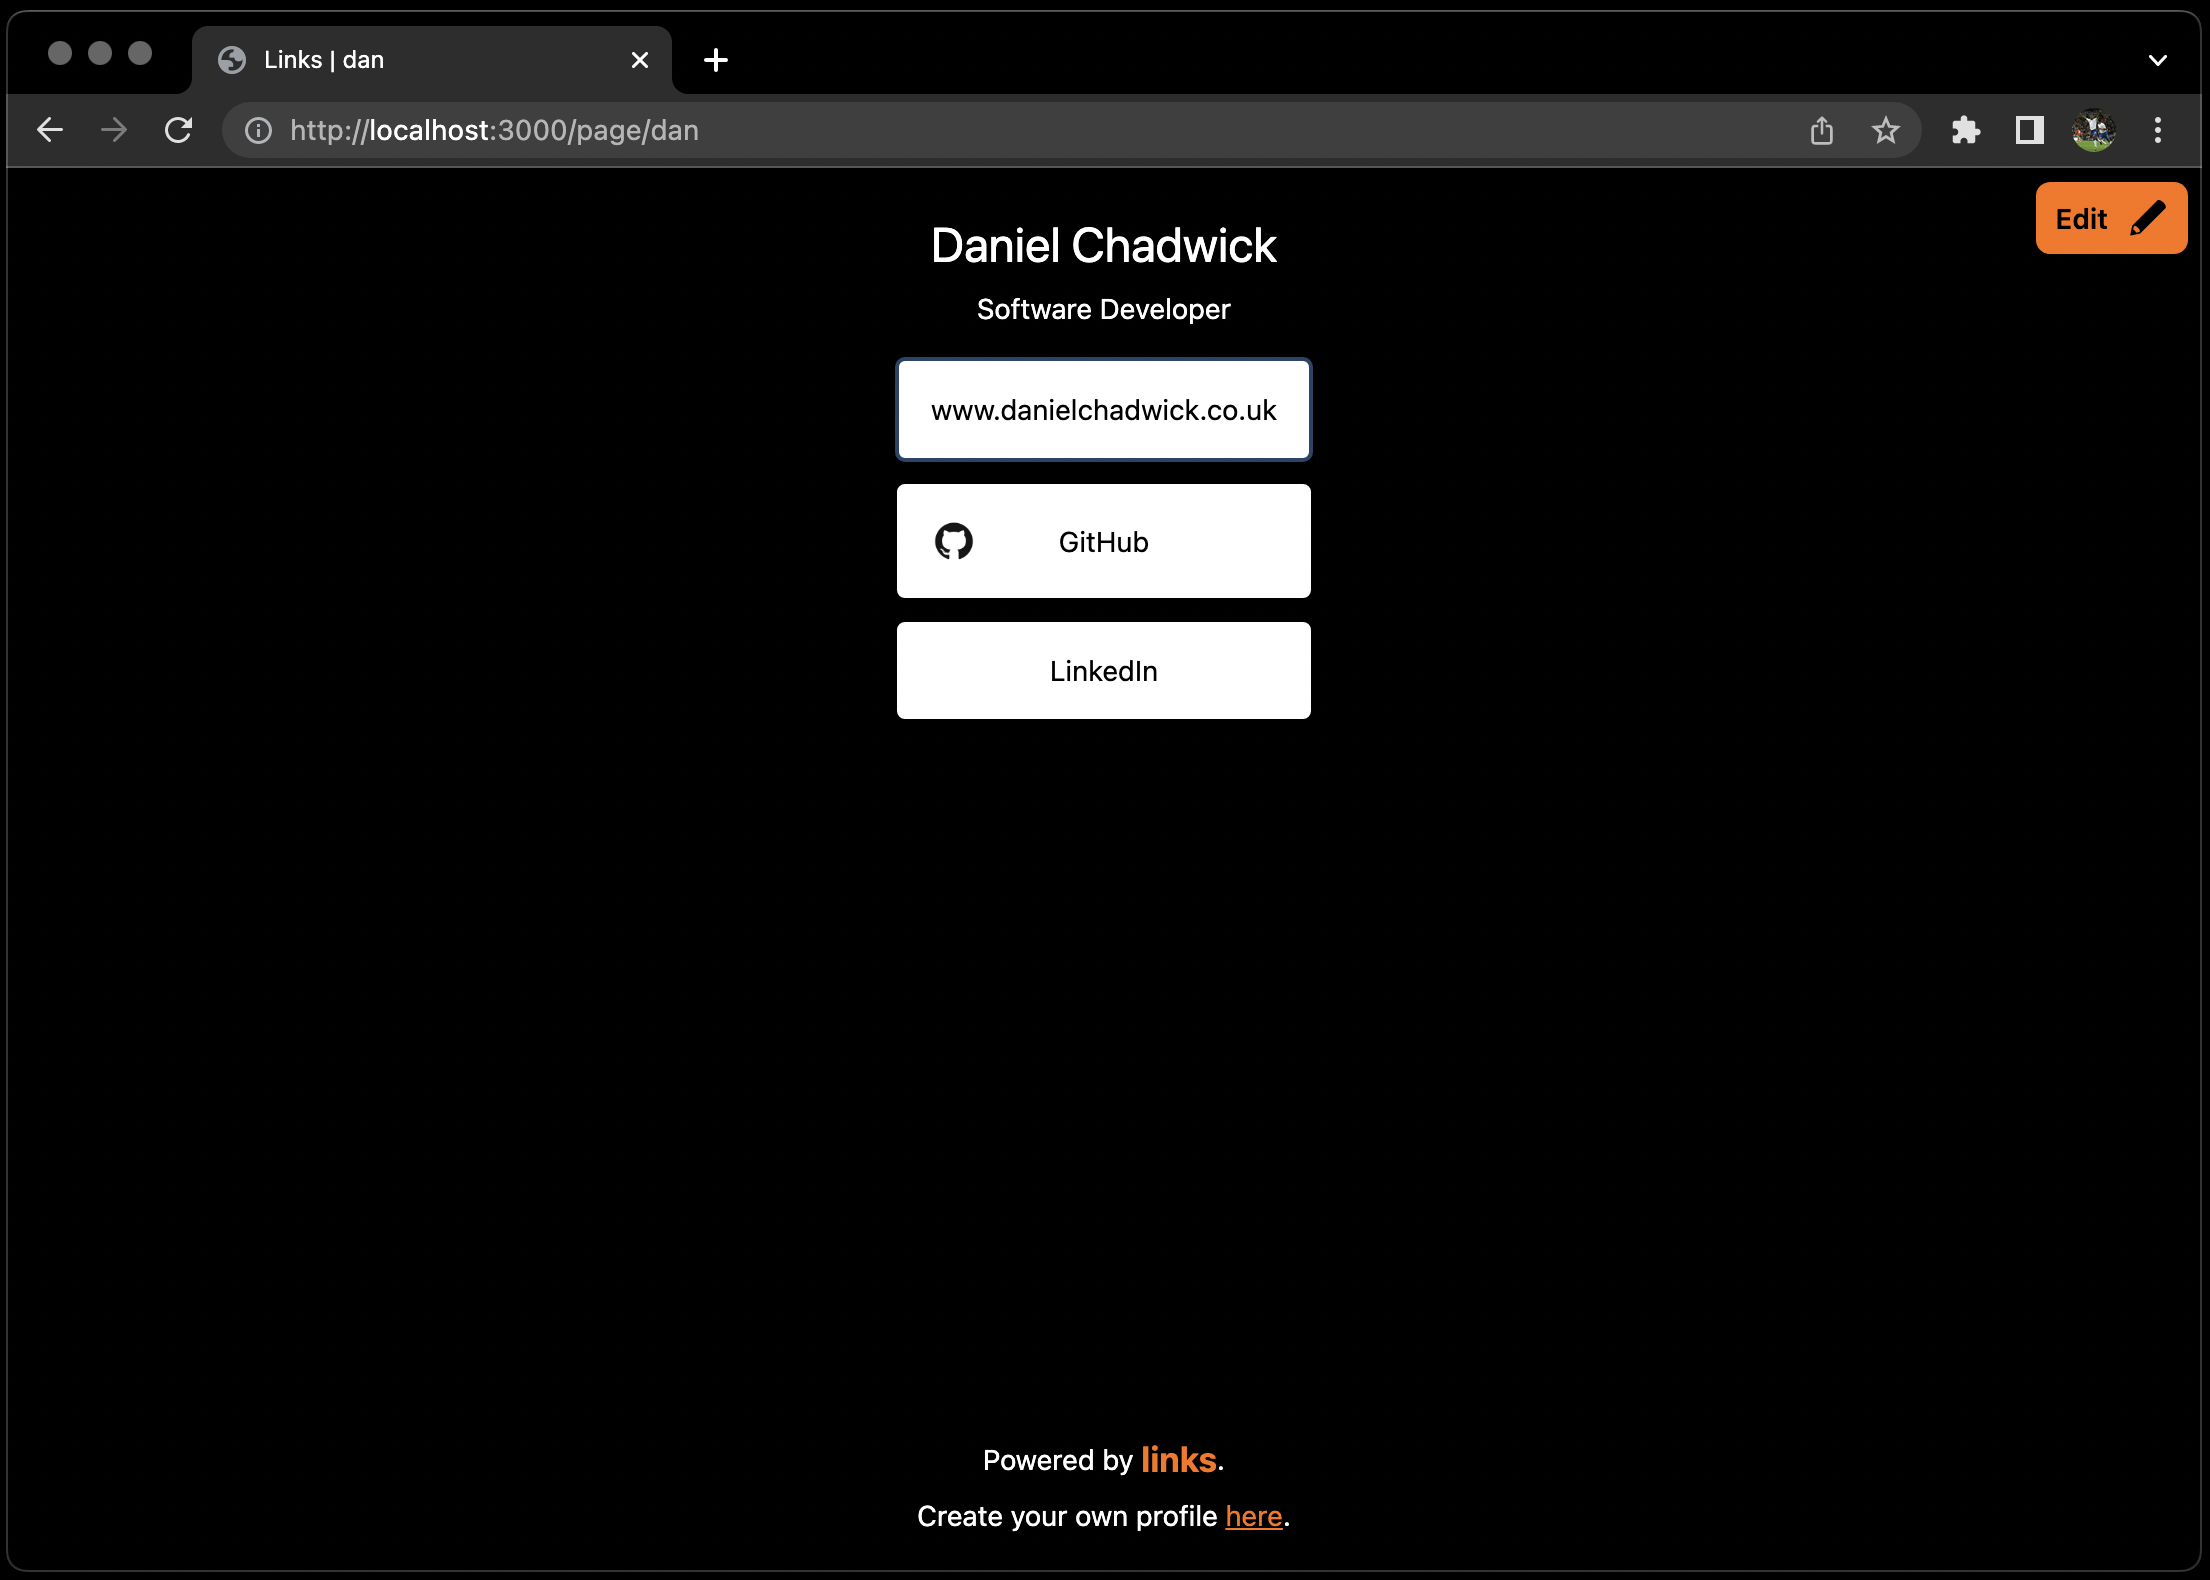 Links | dan
http://localhost:3000/page/dan
Edit
Daniel Chadwick
Software Developer
www.danielchadwick.co.uk
GitHub
LinkedIn
Powered by links.
Create your own profile here.